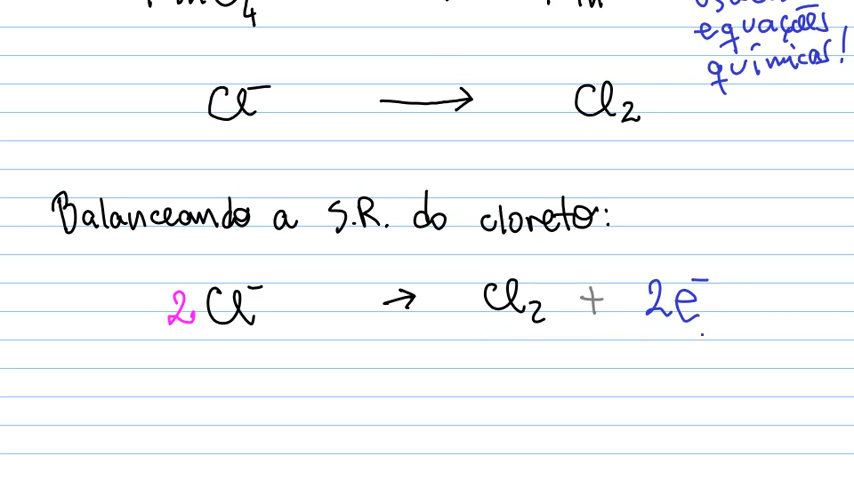 equações
químicas!
Cl⁻ → Cl₂
Balanceando a S.R. do cloreto:
2Cl⁻ → Cl₂ + 2e⁻